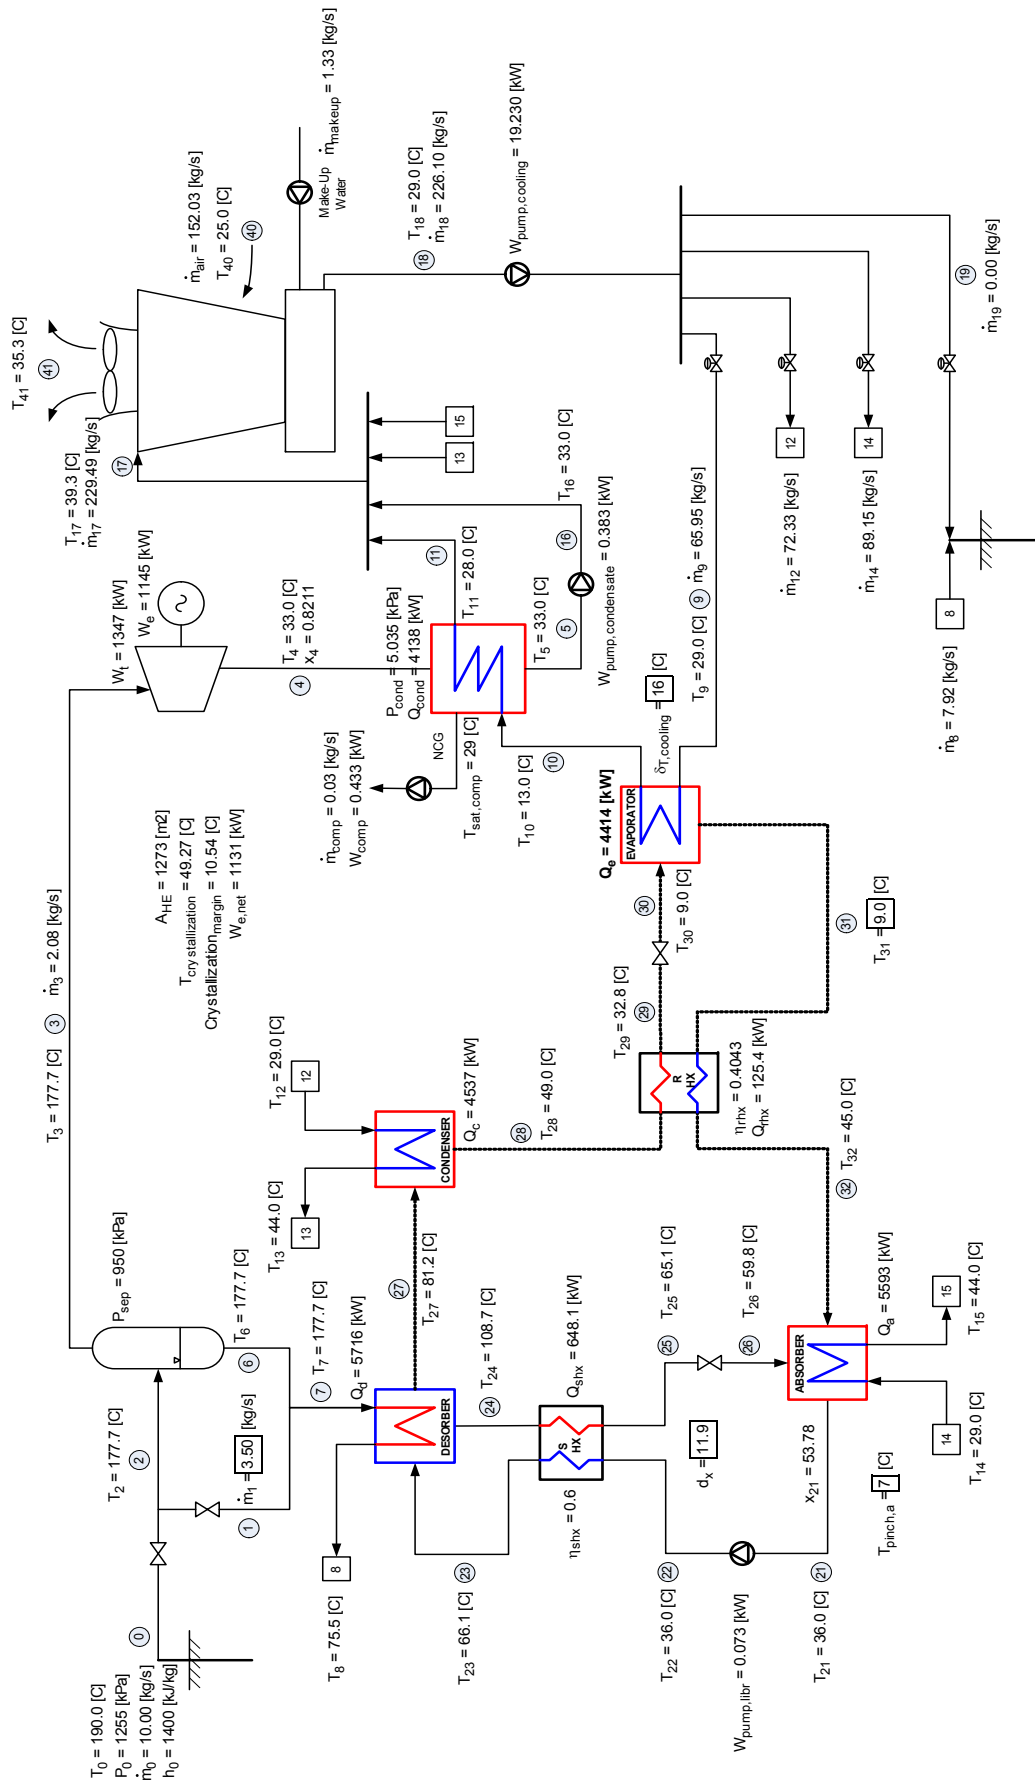 T0 = 190.0 [C]
P0 = 1255 [kPa]
ṁ0 = 10.00 [kg/s]
h0 = 1400 [kJ/kg]
0
T2 = 177.7 [C]
2
ṁ1 = 3.50 [kg/s]
1
Psep = 950 [kPa]
T6 = 177.7 [C]
6
T7 = 177.7 [C]
7
T3 = 177.7 [C]
3
ṁ3 = 2.08 [kg/s]
AHE = 1273 [m2]
Tcrystallization = 49.27 [C]
Crystallizationmargin = 10.54 [C]
We,net = 1131 [kW]
Wt = 1347 [kW]
We = 1145 [kW]
T4 = 33.0 [C]
x4 = 0.8211
4
Pcond = 5.035 [kPa]
Qcond = 4138 [kW]
NCG
ṁcomp = 0.03 [kg/s]
Wcomp = 0.433 [kW]
Tsat,comp = 29 [C]
T10 = 13.0 [C]
10
T11 = 28.0 [C]
11
T5 = 33.0 [C]
5
Wpump,condensate = 0.383 [kW]
16
T16 = 33.0 [C]
13
15
T17 = 39.3 [C]
ṁ17 = 229.49 [kg/s]
17
T41 = 35.3 [C]
41
ṁair = 152.03 [kg/s]
T40 = 25.0 [C]
40
Make-Up
Water
ṁmakeup = 1.33 [kg/s]
18
T18 = 29.0 [C]
ṁ18 = 226.10 [kg/s]
Wpump,cooling = 19.230 [kW]
19
ṁ19 = 0.00 [kg/s]
12
ṁ12 = 72.33 [kg/s]
14
ṁ14 = 89.15 [kg/s]
8
ṁ8 = 7.92 [kg/s]
T9 = 29.0 [C]
9
ṁ9 = 65.95 [kg/s]
δT,cooling = 16 [C]
Qe = 4414 [kW]
EVAPORATOR
30
T30 = 9.0 [C]
31
T31 = 9.0 [C]
T29 = 32.8 [C]
29
R
HX
ηrhx = 0.4043
Qrhx = 125.4 [kW]
T12 = 29.0 [C]
12
T13 = 44.0 [C]
13
CONDENSER
Qc = 4537 [kW]
28
T28 = 49.0 [C]
27
T27 = 81.2 [C]
Qd = 5716 [kW]
DESORBER
T8 = 75.5 [C]
8
24
T24 = 108.7 [C]
23
T23 = 66.1 [C]
S
HX
ηshx = 0.6
Qshx = 648.1 [kW]
25
T25 = 65.1 [C]
26
T26 = 59.8 [C]
dx = 11.9
22
T22 = 36.0 [C]
Wpump,libr = 0.073 [kW]
21
T21 = 36.0 [C]
x21 = 53.78
Tpinch,a = 7 [C]
ABSORBER
Qa = 5593 [kW]
32
T32 = 45.0 [C]
14
T14 = 29.0 [C]
15
T15 = 44.0 [C]